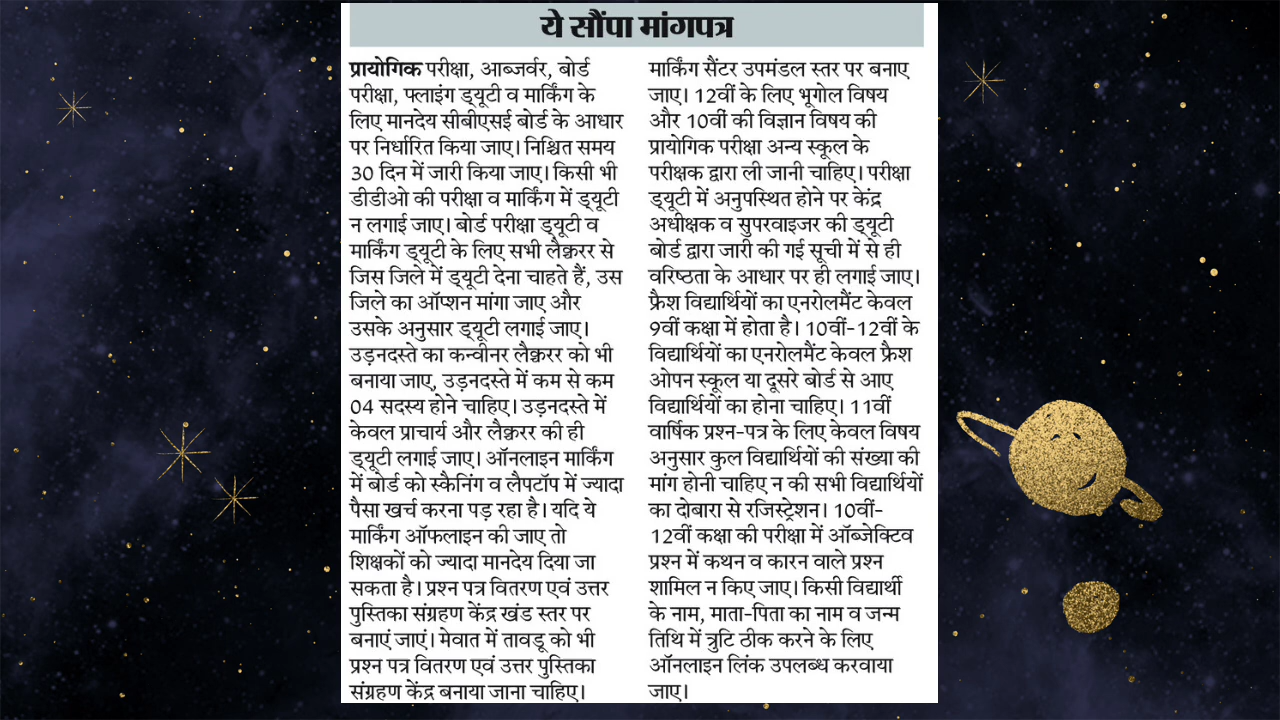 ये सौंपा मांगपत्र
प्रायोगिक परीक्षा, आब्जर्वर, बोर्ड
परीक्षा, फ्लाइंग ड्यूटी व मार्किंग के
लिए मानदेय सीबीएसई बोर्ड के आधार
पर निर्धारित किया जाए। निश्चित समय
30 दिन में जारी किया जाए। किसी भी
डीडीओ की परीक्षा व मार्किंग में ड्यूटी
न लगाई जाए। बोर्ड परीक्षा ड्यूटी व
मार्किंग ड्यूटी के लिए सभी लैक्चरर से
जिस जिले में ड्यूटी देना चाहते हैं, उस
जिले का ऑप्शन मांगा जाए और
उसके अनुसार ड्यूटी लगाई जाए।
उड़नदस्ते का कन्वीनर लैक्चरर को भी
बनाया जाए, उड़नदस्ते में कम से कम
04 सदस्य होने चाहिए। उड़नदस्ते में
केवल प्राचार्य और लैक्चरर की ही
ड्यूटी लगाई जाए। ऑनलाइन मार्किंग
में बोर्ड को स्कैनिंग व लैपटॉप में ज्यादा
पैसा खर्च करना पड़ रहा है। यदि ये
मार्किंग ऑफलाइन की जाए तो
शिक्षकों को ज्यादा मानदेय दिया जा
सकता है। प्रश्न पत्र वितरण एवं उत्तर
पुस्तिका संग्रहण केंद्र खंड स्तर पर
बनाएं जाएं। मेवात में तावडू को भी
प्रश्न पत्र वितरण एवं उत्तर पुस्तिका
संग्रहण केंद्र बनाया जाना चाहिए।
मार्किंग सैंटर उपमंडल स्तर पर बनाए
जाए। 12वीं के लिए भूगोल विषय
और 10वीं की विज्ञान विषय की
प्रायोगिक परीक्षा अन्य स्कूल के
परीक्षक द्वारा ली जानी चाहिए। परीक्षा
ड्यूटी में अनुपस्थित होने पर केंद्र
अधीक्षक व सुपरवाइजर की ड्यूटी
बोर्ड द्वारा जारी की गई सूची में से ही
वरिष्ठता के आधार पर ही लगाई जाए।
फ्रैश विद्यार्थियों का एनरोलमैंट केवल
9वीं कक्षा में होता है। 10वीं-12वीं के
विद्यार्थियों का एनरोलमैंट केवल फ्रैश
ओपन स्कूल या दूसरे बोर्ड से आए
विद्यार्थियों का होना चाहिए। 11वीं
वार्षिक प्रश्न-पत्र के लिए केवल विषय
अनुसार कुल विद्यार्थियों की संख्या की
मांग होनी चाहिए न की सभी विद्यार्थियों
का दोबारा से रजिस्ट्रेशन। 10वीं-
12वीं कक्षा की परीक्षा में ऑब्जेक्टिव
प्रश्न में कथन व कारन वाले प्रश्न
शामिल न किए जाए। किसी विद्यार्थी
के नाम, माता-पिता का नाम व जन्म
तिथि में त्रुटि ठीक करने के लिए
ऑनलाइन लिंक उपलब्ध करवाया
जाए।